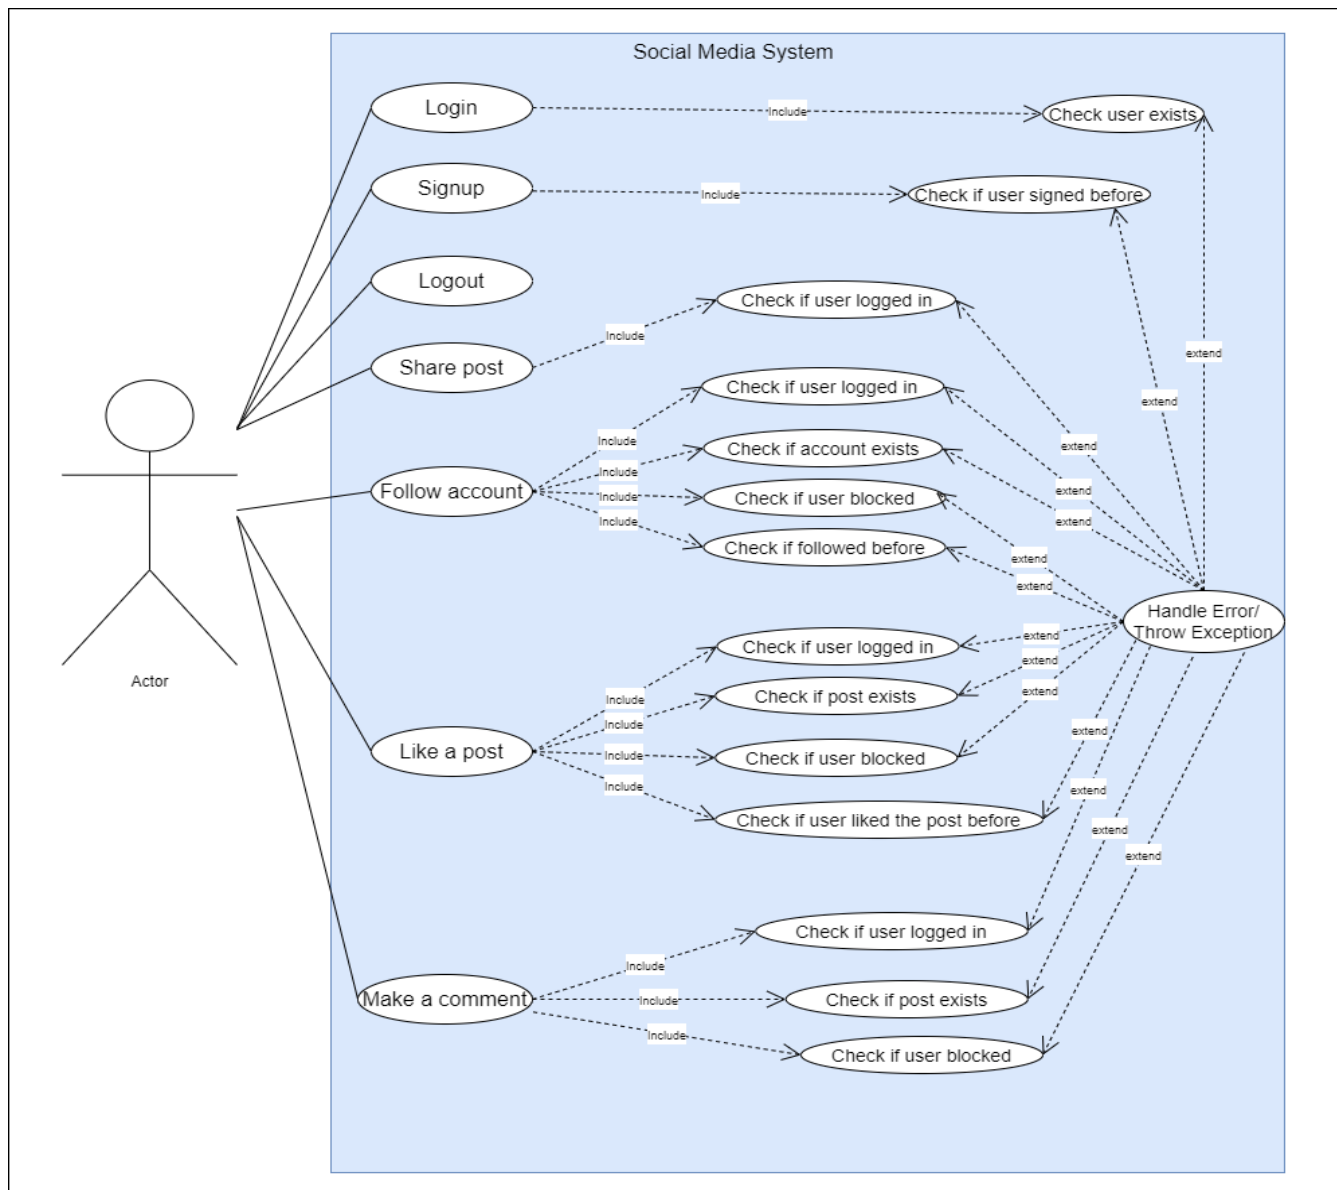 Social Media System
Login
Include
Check user exists
Signup
Include
Check if user signed before
Logout
Check if user logged in
Include
Share post
extend
Check if user logged in
extend
Include
extend
Check if account exists
Include
extend
Follow account
Include
Check if user blocked
extend
Include
extend
Check if followed before
extend
extend
Handle Error/
Throw Exception
Check if user logged in
extend
extend
Actor
Include
Check if post exists
extend
Include
Like a post
Include
Check if user blocked
extend
Include
extend
Check if user liked the post before
extend
extend
Check if user logged in
Include
Make a comment
Include
Check if post exists
Include
Check if user blocked